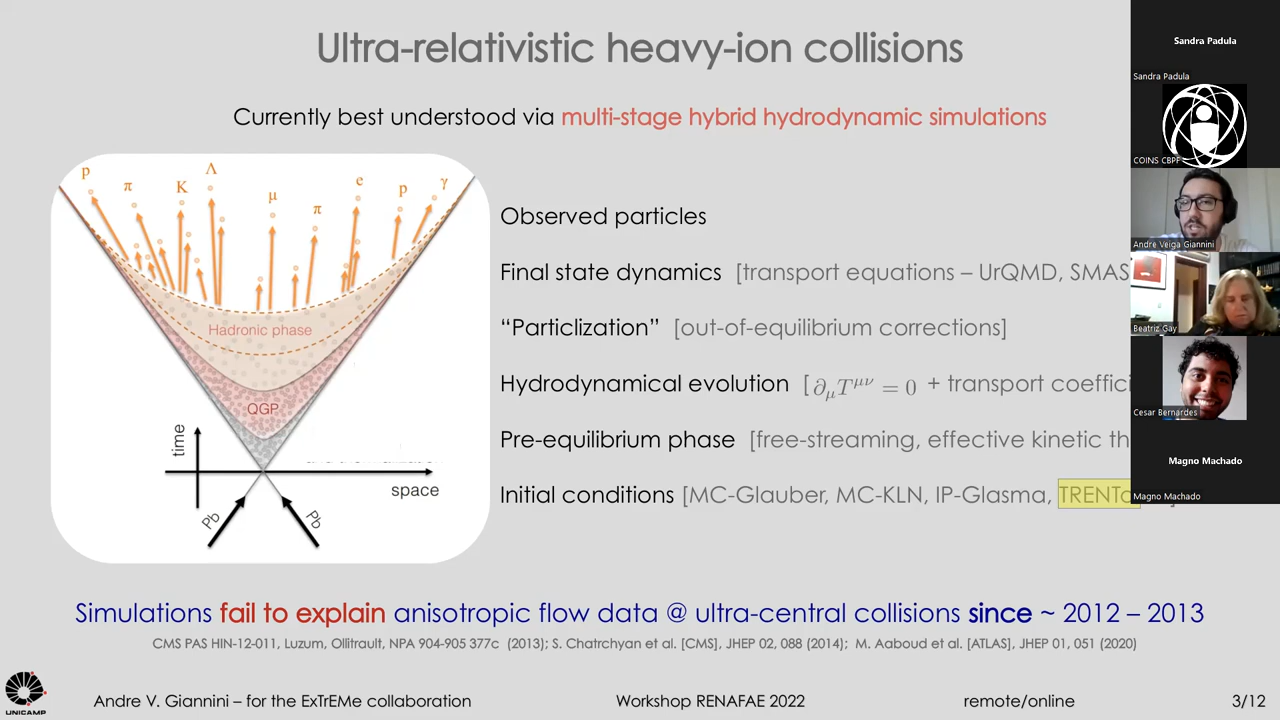 Ultra-relativistic heavy-ion collisions
Currently best understood via multi-stage hybrid hydrodynamic simulations
p π K Λ μ π e p γ
Hadronic phase
QGP
time
space
Pb Pb
Observed particles
Final state dynamics [transport equations – UrQMD, SMAS
“Particlization” [out-of-equilibrium corrections]
Hydrodynamical evolution [ ∂μT^μν = 0 + transport coeffici
Pre-equilibrium phase [free-streaming, effective kinetic th
Initial conditions [MC-Glauber, MC-KLN, IP-Glasma, TRENTo
Simulations fail to explain anisotropic flow data @ ultra-central collisions since ~ 2012 – 2013
CMS PAS HIN-12-011, Luzum, Ollitrault, NPA 904-905 377c (2013); S. Chatrchyan et al. [CMS], JHEP 02, 088 (2014); M. Aaboud et al. [ATLAS], JHEP 01, 051 (2020)
UNICAMP
Andre V. Giannini – for the ExTrEMe collaboration
Workshop RENAFAE 2022
remote/online
3/12
Sandra Padula
Sandra Padula
COINS CBPF
Andre Veiga Giannini
Beatriz Gay
Cesar Bernardes
Magno Machado
Magno Machado